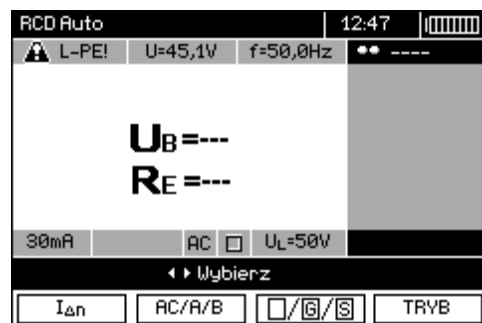 RCD Auto 12:47
L-PE! U=45,1V f=50,0Hz ----
UB=---
RE=---
30mA AC UL=50V
Wybierz
IΔn AC/A/B /G/S TRYB